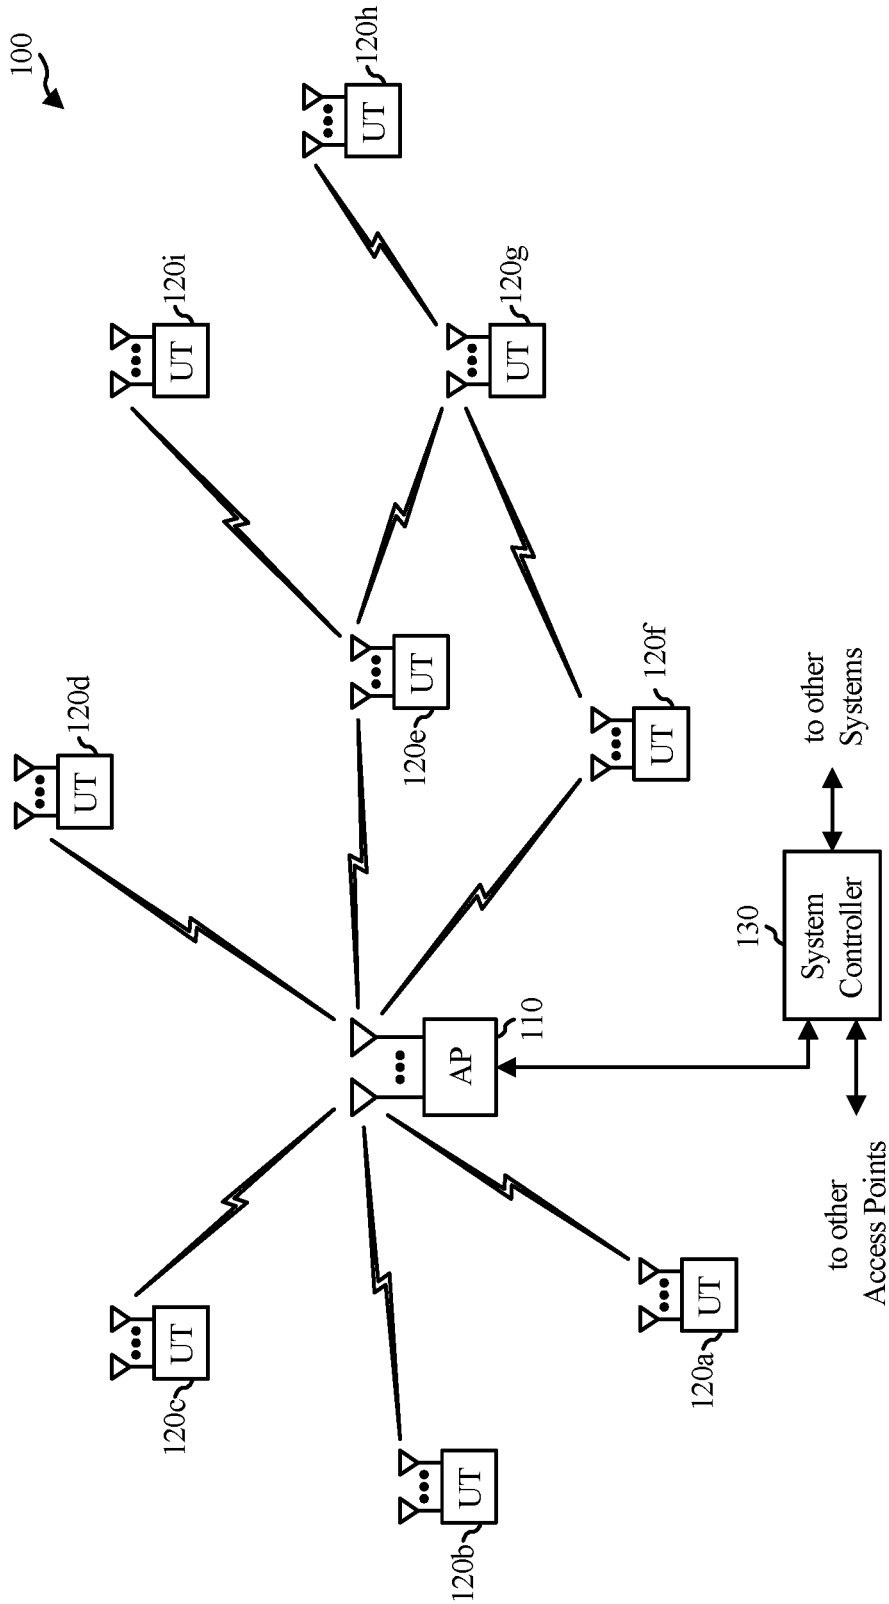 100
UT
120d
120c
UT
UT
120i
UT
120h
UT
120e
120b
UT
AP
110
UT
120g
UT
120f
120a
UT
130
System
Controller
to other
Access Points
to other
Systems